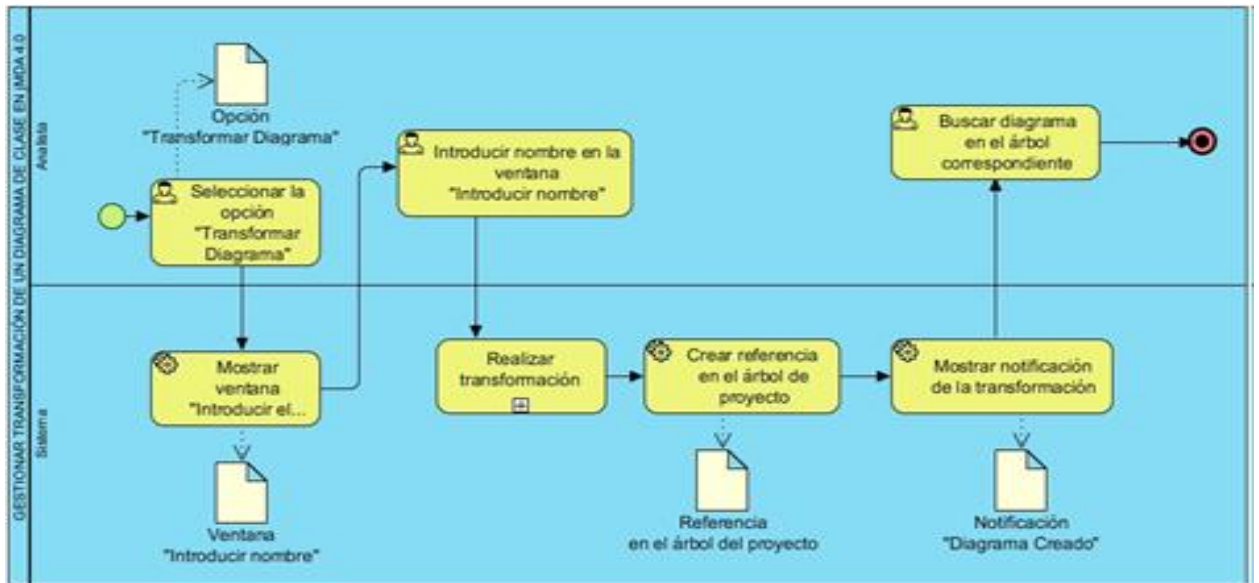 GESTIONAR TRANSFORMACIÓN DE UN DIAGRAMA DE CLASE EN jMDA 4.0
Analista
Opción
"Transformar Diagrama"
Seleccionar la
opción
"Transformar
Diagrama"
Introducir nombre en la
ventana
"Introducir nombre"
Buscar diagrama
en el árbol
correspondiente
Sistema
Mostrar
ventana
"Introducir el...
Realizar
transformación
Crear referencia
en el árbol de
proyecto
Mostrar notificación
de la transformación
Ventana
"Introducir nombre"
Referencia
en el árbol del proyecto
Notificación
"Diagrama Creado"